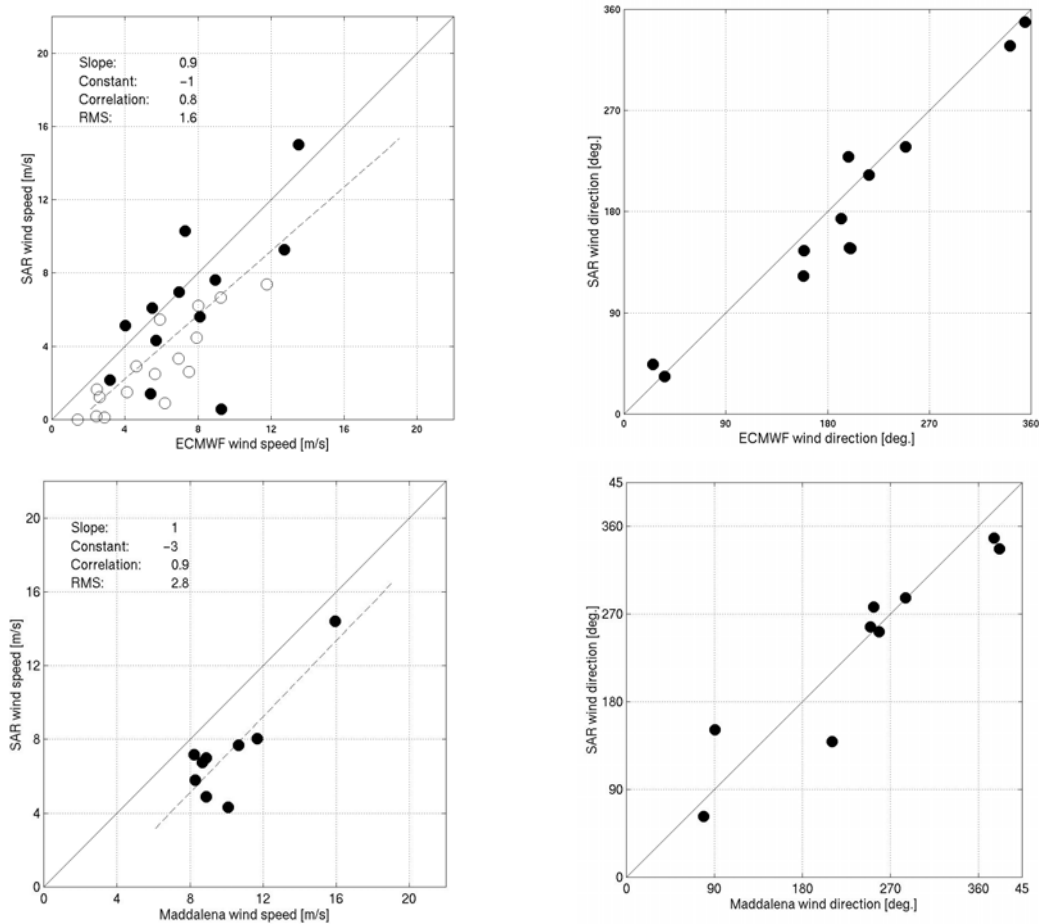 20
16
12
8
4
0
4
8
12
16
20
Slope: 0.9
Constant: −1
Correlation: 0.8
RMS: 1.6
SAR wind speed [m/s]
ECMWF wind speed [m/s]
360
270
180
90
0
0
90
180
270
360
SAR wind direction [deg.]
ECMWF wind direction [deg.]
20
16
12
8
4
0
0
4
8
12
16
20
Slope: 1
Constant: −3
Correlation: 0.9
RMS: 2.8
SAR wind speed [m/s]
Maddalena wind speed [m/s]
45
360
270
180
90
0
0
90
180
270
360
45
SAR wind direction [deg.]
Maddalena wind direction [deg.]